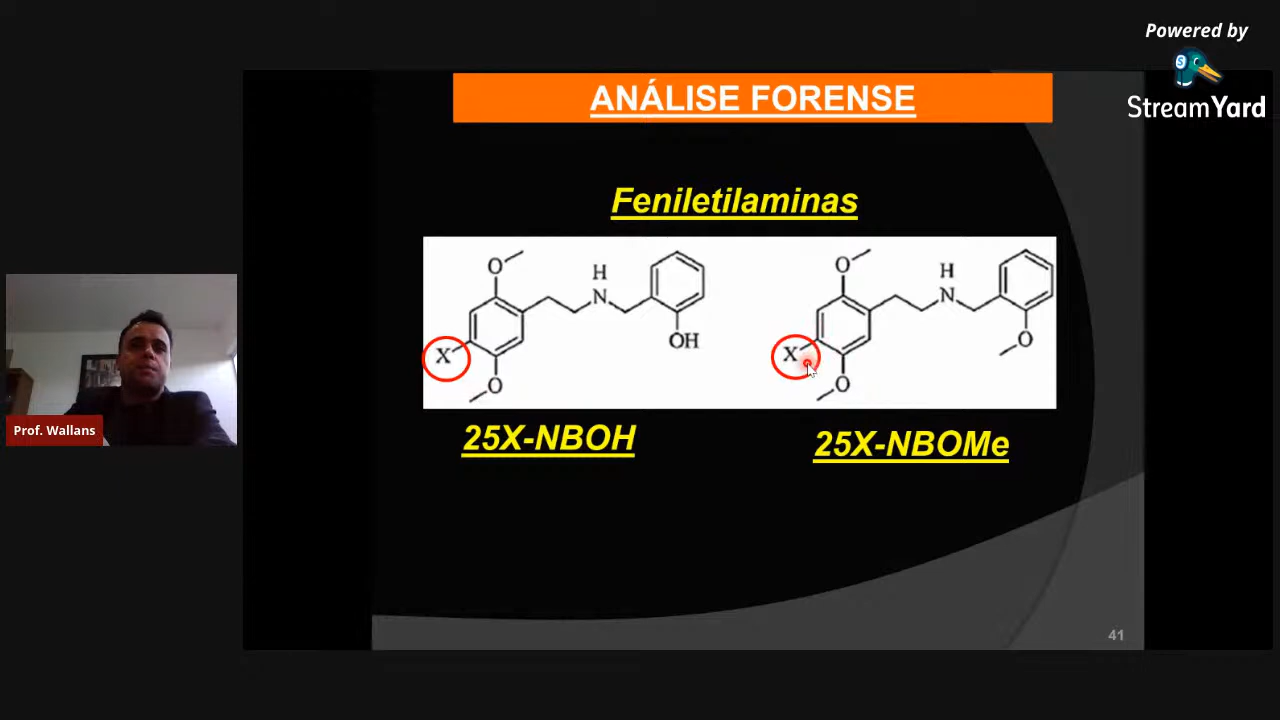 Powered by
StreamYard
ANÁLISE FORENSE
Feniletilaminas
O
H
N
X
OH
O
O
H
N
X
O
O
25X-NBOH
25X-NBOMe
Prof. Wallans
41